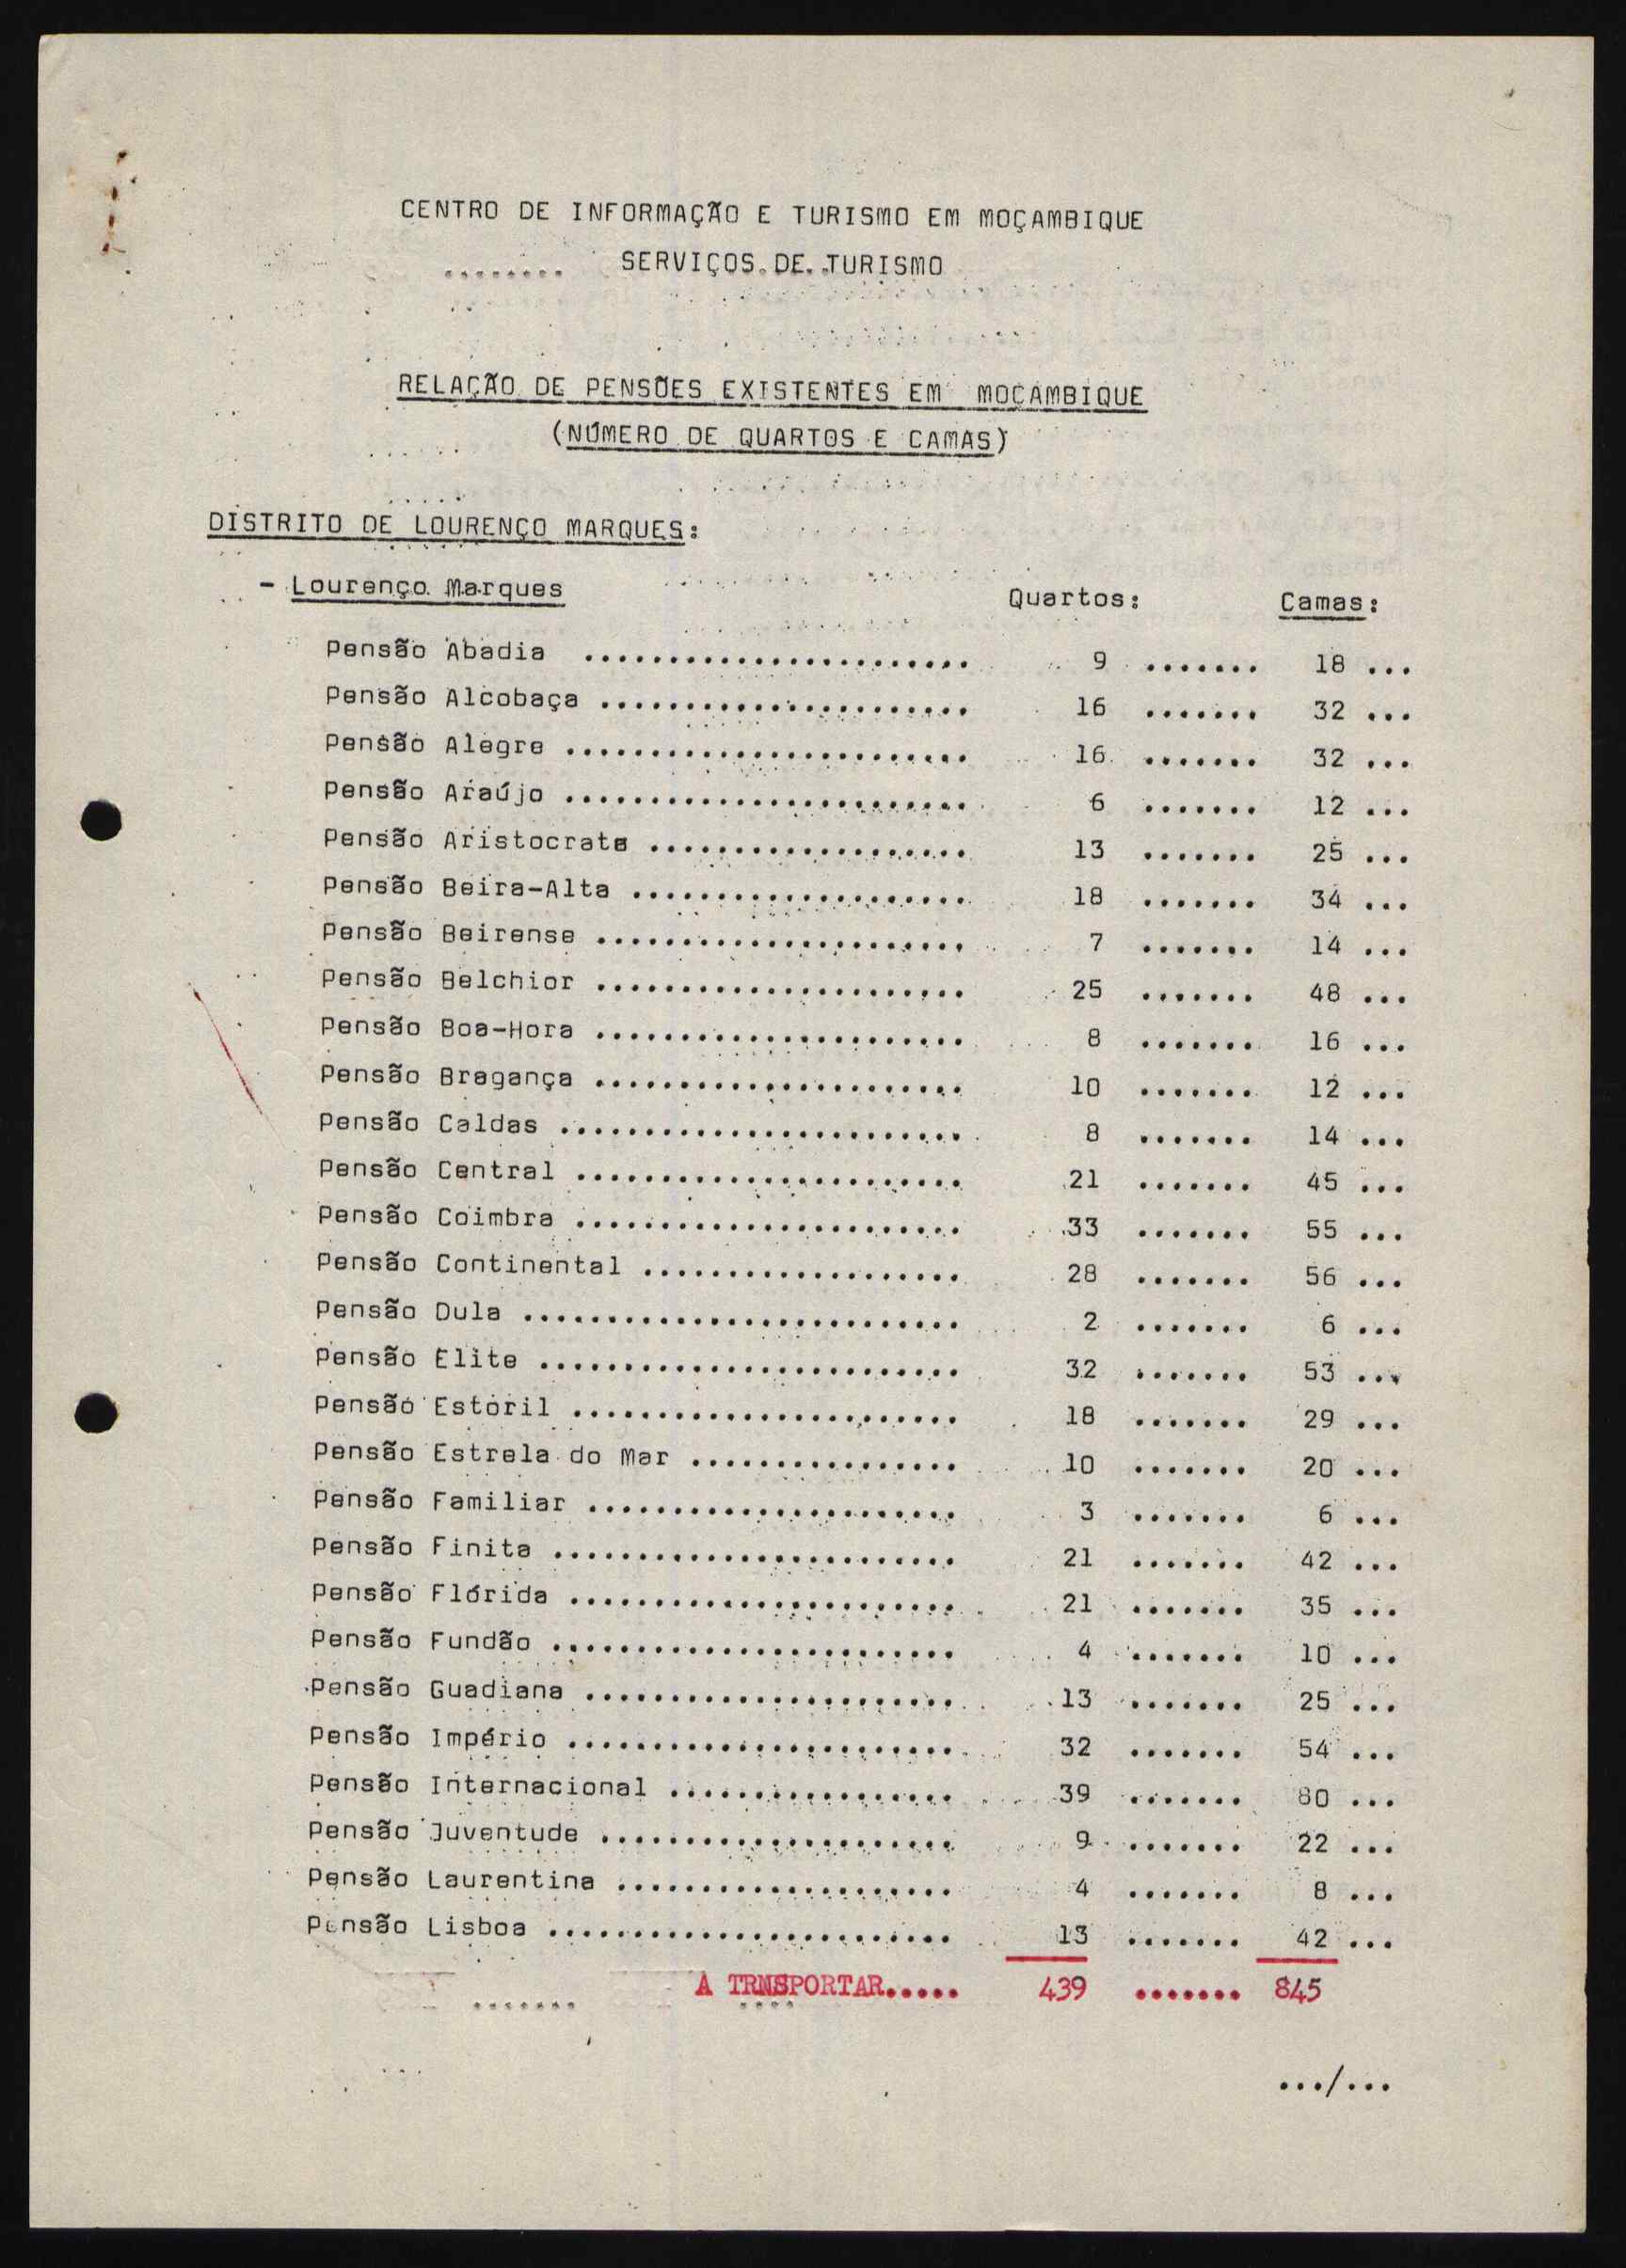 CENTRO DE INFORMAÇÃO E TURISMO EM MOÇAMBIQUE
SERVIÇOS DE TURISMO
RELAÇÃO DE PENSÕES EXISTENTES EM MOÇAMBIQUE
(NÚMERO DE QUARTOS E CAMAS)
DISTRITO DE LOURENÇO MARQUES:
- Lourenço Marques Quartos: Camas:
Pensão Abadia ....................... 9 ....... 18 ...
Pensão Alcobaça ...................... 16 ....... 32 ...
Pensão Alegre ........................ 16 ....... 32 ...
Pensão Araújo ........................ 6 ....... 12 ...
Pensão Aristocrata ................... 13 ....... 25 ...
Pensão Beira-Alta .................... 18 ....... 34 ...
Pensão Beirense ...................... 7 ....... 14 ...
Pensão Belchior ...................... 25 ....... 48 ...
Pensão Boa-Hora ...................... 8 ....... 16 ...
Pensão Bragança ...................... 10 ....... 12 ...
Pensão Caldas ........................ 8 ....... 14 ...
Pensão Central ....................... 21 ....... 45 ...
Pensão Coimbra ....................... 33 ....... 55 ...
Pensão Continental ................... 28 ....... 56 ...
Pensão Dula .......................... 2 ....... 6 ...
Pensão Elite ......................... 32 ....... 53 ...
Pensão Estoril ....................... 18 ....... 29 ...
Pensão Estrela do Mar ................ 10 ....... 20 ...
Pensão Familiar ...................... 3 ....... 6 ...
Pensão Finita ........................ 21 ....... 42 ...
Pensão Flórida ....................... 21 ....... 35 ...
Pensão Fundão ........................ 4 ....... 10 ...
Pensão Guadiana ...................... 13 ....... 25 ...
Pensão Império ....................... 32 ....... 54 ...
Pensão Internacional ................. 39 ....... 80 ...
Pensão Juventude ..................... 9 ....... 22 ...
Pensão Laurentina .................... 4 ....... 8 ...
Pensão Lisboa ........................ 13 ....... 42 ...
A TRNSPORTAR..... 439 ....... 845
.../...